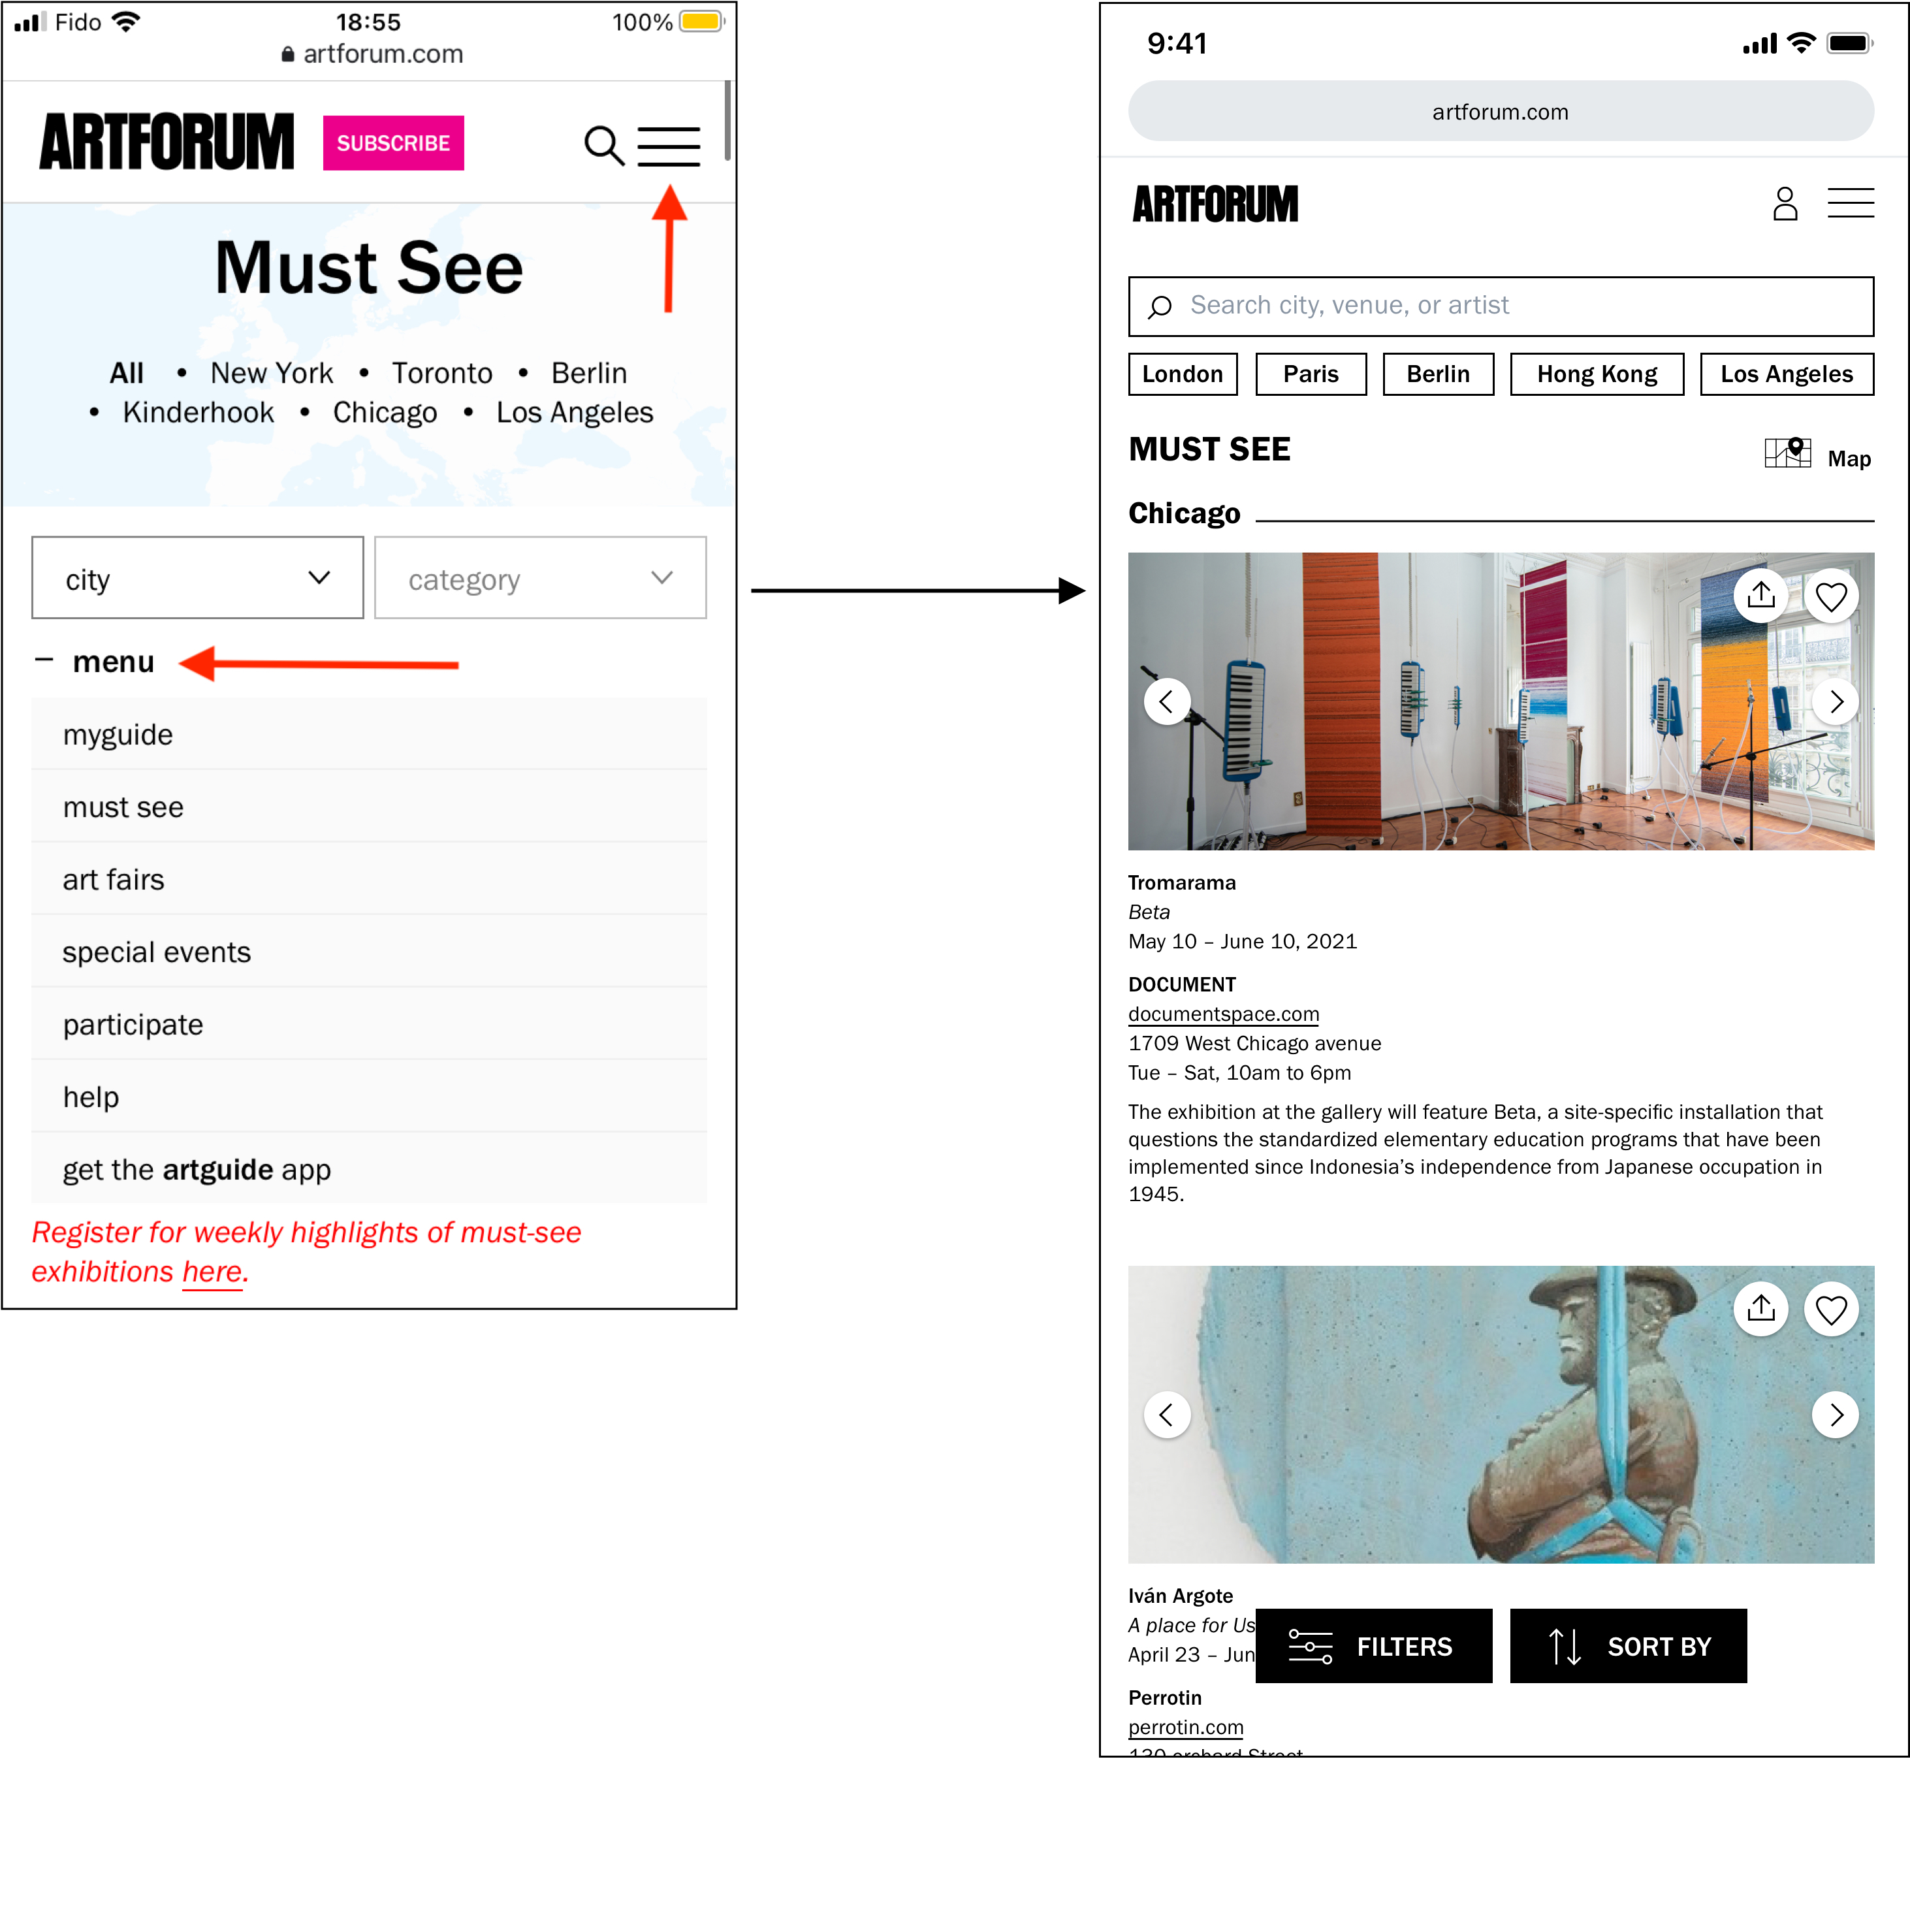 Fido
18:55
100%
artforum.com
ARTFORUM
SUBSCRIBE
Must See
All • New York • Toronto • Berlin
• Kinderhook • Chicago • Los Angeles
city
category
– menu
myguide
must see
art fairs
special events
participate
help
get the artguide app
Register for weekly highlights of must-see
exhibitions here.
9:41
artforum.com
ARTFORUM
Search city, venue, or artist
London
Paris
Berlin
Hong Kong
Los Angeles
MUST SEE
Map
Chicago
Tromarama
Beta
May 10 – June 10, 2021
DOCUMENT
documentspace.com
1709 West Chicago avenue
Tue – Sat, 10am to 6pm
The exhibition at the gallery will feature Beta, a site-specific installation that
questions the standardized elementary education programs that have been
implemented since Indonesia’s independence from Japanese occupation in
1945.
Iván Argote
A place for Us
April 23 – Jun
FILTERS
SORT BY
Perrotin
perrotin.com
130 orchard Street